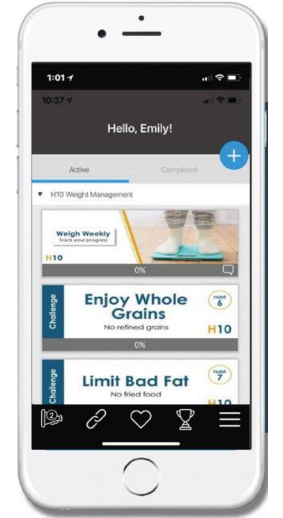 1:01
10:37
Hello, Emily!
+
Active
Completed
H10 Weight Management
Weigh Weekly
Track your progress
H10
0%
Challenge
Enjoy Whole
Grains
No refined grains
Habit
6
H10
0%
Challenge
Limit Bad Fat
No fried food
Habit
7
H10
2